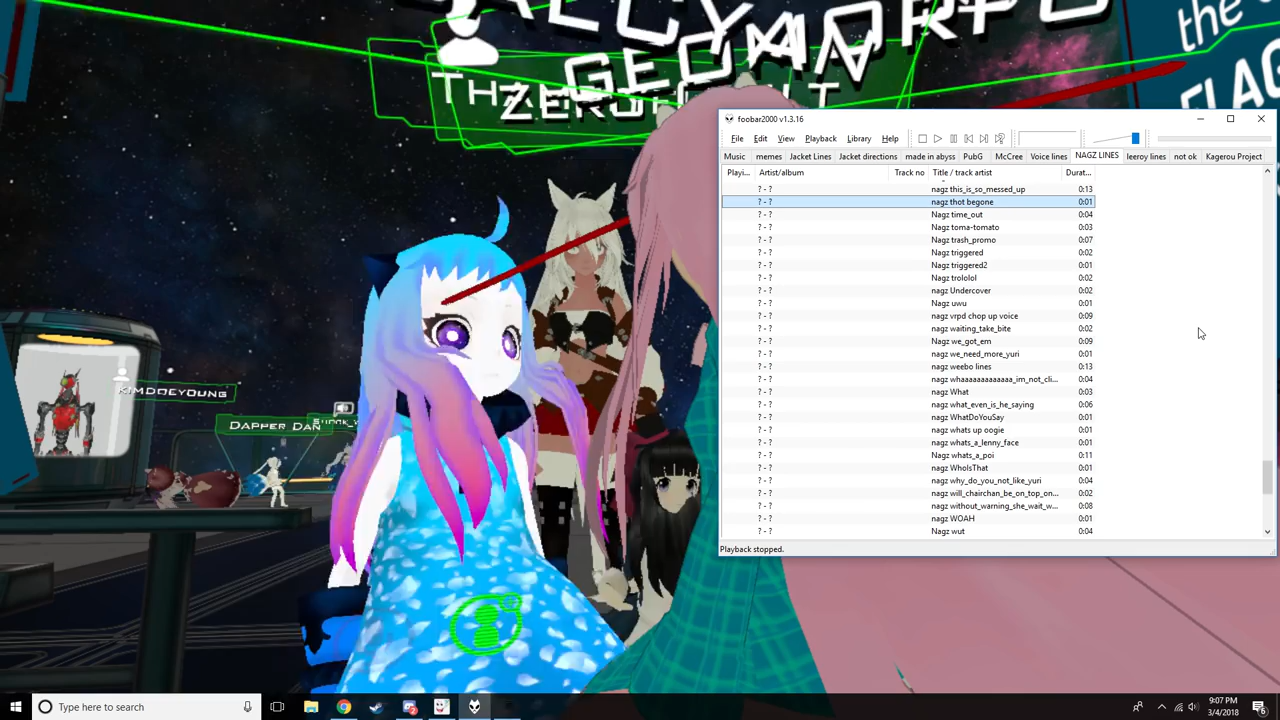 GEOMAN
ZEROFOUR
the
FLAG
KIMDOEYOUNG
DAPPER DAN
foobar2000 v1.3.16
File Edit View Playback Library Help
Music memes Jacket Lines Jacket directions made in abyss PubG McCree Voice lines NAGZ LINES leeroy lines not ok Kagerou Project
Playi... Artist/album Track no Title / track artist Durat...
? - ? nagz this_is_so_messed_up 0:13
? - ? nagz thot begone 0:01
? - ? Nagz time_out 0:04
? - ? Nagz toma-tomato 0:03
? - ? Nagz trash_promo 0:07
? - ? Nagz triggered 0:02
? - ? Nagz triggered2 0:01
? - ? Nagz trololol 0:02
? - ? nagz Undercover 0:02
? - ? Nagz uwu 0:01
? - ? nagz vrpd chop up voice 0:09
? - ? nagz waiting_take_bite 0:02
? - ? Nagz we_got_em 0:09
? - ? nagz we_need_more_yuri 0:01
? - ? nagz weebo lines 0:13
? - ? nagz whaaaaaaaaaaaaa_im_not_cli... 0:04
? - ? nagz What 0:03
? - ? nagz what_even_is_he_saying 0:06
? - ? nagz WhatDoYouSay 0:01
? - ? nagz whats up oogie 0:01
? - ? nagz whats_a_lenny_face 0:01
? - ? Nagz whats_a_poi 0:11
? - ? nagz WhoIsThat 0:01
? - ? nagz why_do_you_not_like_yuri 0:04
? - ? nagz will_chairchan_be_on_top_on... 0:02
? - ? nagz without_warning_she_wait_w... 0:08
? - ? nagz WOAH 0:01
? - ? Nagz wut 0:04
Playback stopped.
Type here to search
9:07 PM
3/4/2018
6